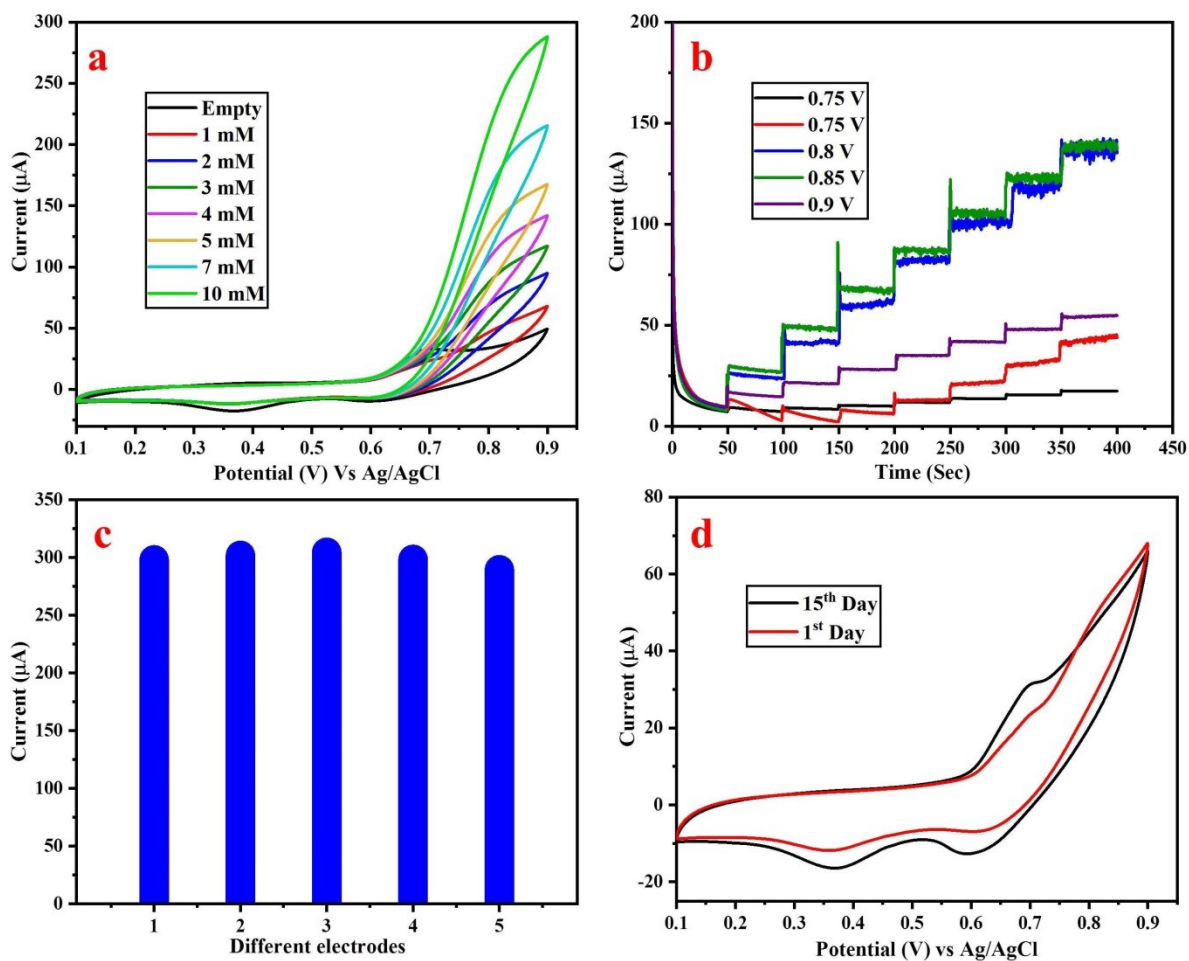 a
Empty
1 mM
2 mM
3 mM
4 mM
5 mM
7 mM
10 mM
300
250
200
150
100
50
0
-50
0.1 0.2 0.3 0.4 0.5 0.6 0.7 0.8 0.9
Current (µA)
Potential (V) Vs Ag/AgCl
b
0.75 V
0.75 V
0.8 V
0.85 V
0.9 V
200
150
100
50
0
0 50 100 150 200 250 300 350 400 450
Current (µA)
Time (Sec)
c
350
300
250
200
150
100
50
0
1 2 3 4 5
Current (µA)
Different electrodes
d
15th Day
1st Day
80
60
40
20
0
-20
0.1 0.2 0.3 0.4 0.5 0.6 0.7 0.8 0.9
Current (µA)
Potential (V) vs Ag/AgCl